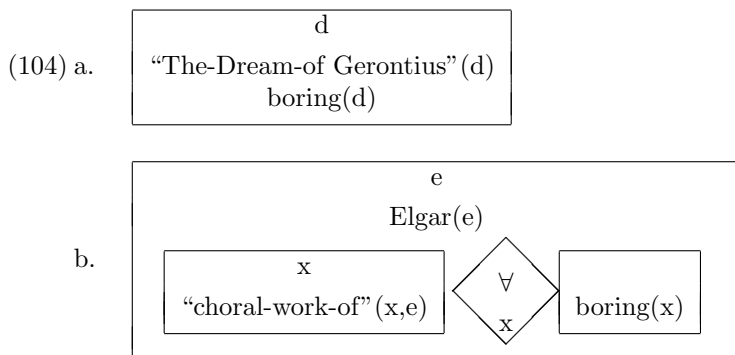 d
(104) a. “The-Dream-of Gerontius”(d)
boring(d)
e
Elgar(e)
b.
x
∀
“choral-work-of”(x,e)
x
boring(x)